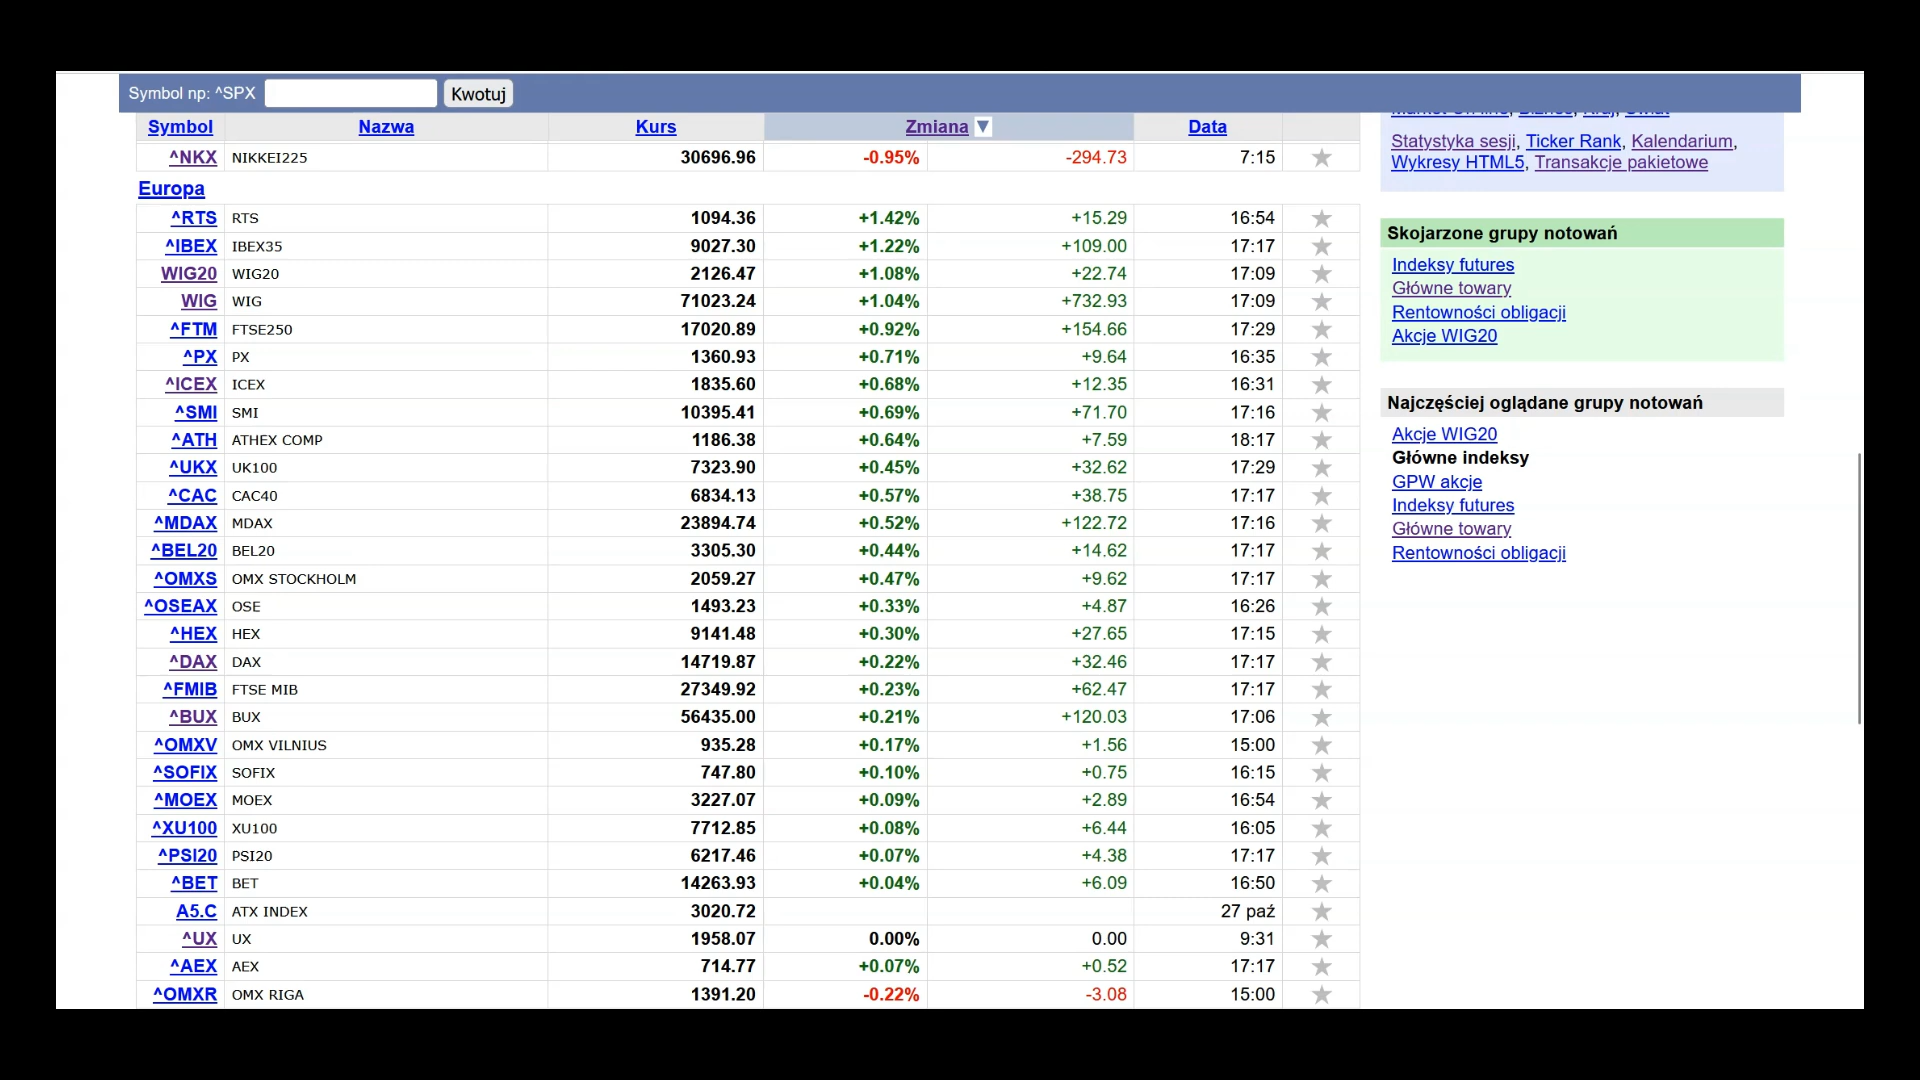 Symbol np: ^SPX Kwotuj
Symbol Nazwa Kurs Zmiana ▼ Data
^NKX NIKKEI225 30696.96 -0.95% -294.73 7:15
Europa
^RTS RTS 1094.36 +1.42% +15.29 16:54
^IBEX IBEX35 9027.30 +1.22% +109.00 17:17
WIG20 WIG20 2126.47 +1.08% +22.74 17:09
WIG WIG 71023.24 +1.04% +732.93 17:09
^FTM FTSE250 17020.89 +0.92% +154.66 17:29
^PX PX 1360.93 +0.71% +9.64 16:35
^ICEX ICEX 1835.60 +0.68% +12.35 16:31
^SMI SMI 10395.41 +0.69% +71.70 17:16
^ATH ATHEX COMP 1186.38 +0.64% +7.59 18:17
^UKX UK100 7323.90 +0.45% +32.62 17:29
^CAC CAC40 6834.13 +0.57% +38.75 17:17
^MDAX MDAX 23894.74 +0.52% +122.72 17:16
^BEL20 BEL20 3305.30 +0.44% +14.62 17:17
^OMXS OMX STOCKHOLM 2059.27 +0.47% +9.62 17:17
^OSEAX OSE 1493.23 +0.33% +4.87 16:26
^HEX HEX 9141.48 +0.30% +27.65 17:15
^DAX DAX 14719.87 +0.22% +32.46 17:17
^FMIB FTSE MIB 27349.92 +0.23% +62.47 17:17
^BUX BUX 56435.00 +0.21% +120.03 17:06
^OMXV OMX VILNIUS 935.28 +0.17% +1.56 15:00
^SOFIX SOFIX 747.80 +0.10% +0.75 16:15
^MOEX MOEX 3227.07 +0.09% +2.89 16:54
^XU100 XU100 7712.85 +0.08% +6.44 16:05
^PSI20 PSI20 6217.46 +0.07% +4.38 17:17
^BET BET 14263.93 +0.04% +6.09 16:50
A5.C ATX INDEX 3020.72 27 paź
^UX UX 1958.07 0.00% 0.00 9:31
^AEX AEX 714.77 +0.07% +0.52 17:17
^OMXR OMX RIGA 1391.20 -0.22% -3.08 15:00
Statystyka sesji, Ticker Rank, Kalendarium,
Wykresy HTML5, Transakcje pakietowe
Skojarzone grupy notowań
Indeksy futures
Główne towary
Rentowności obligacji
Akcje WIG20
Najczęściej oglądane grupy notowań
Akcje WIG20
Główne indeksy
GPW akcje
Indeksy futures
Główne towary
Rentowności obligacji